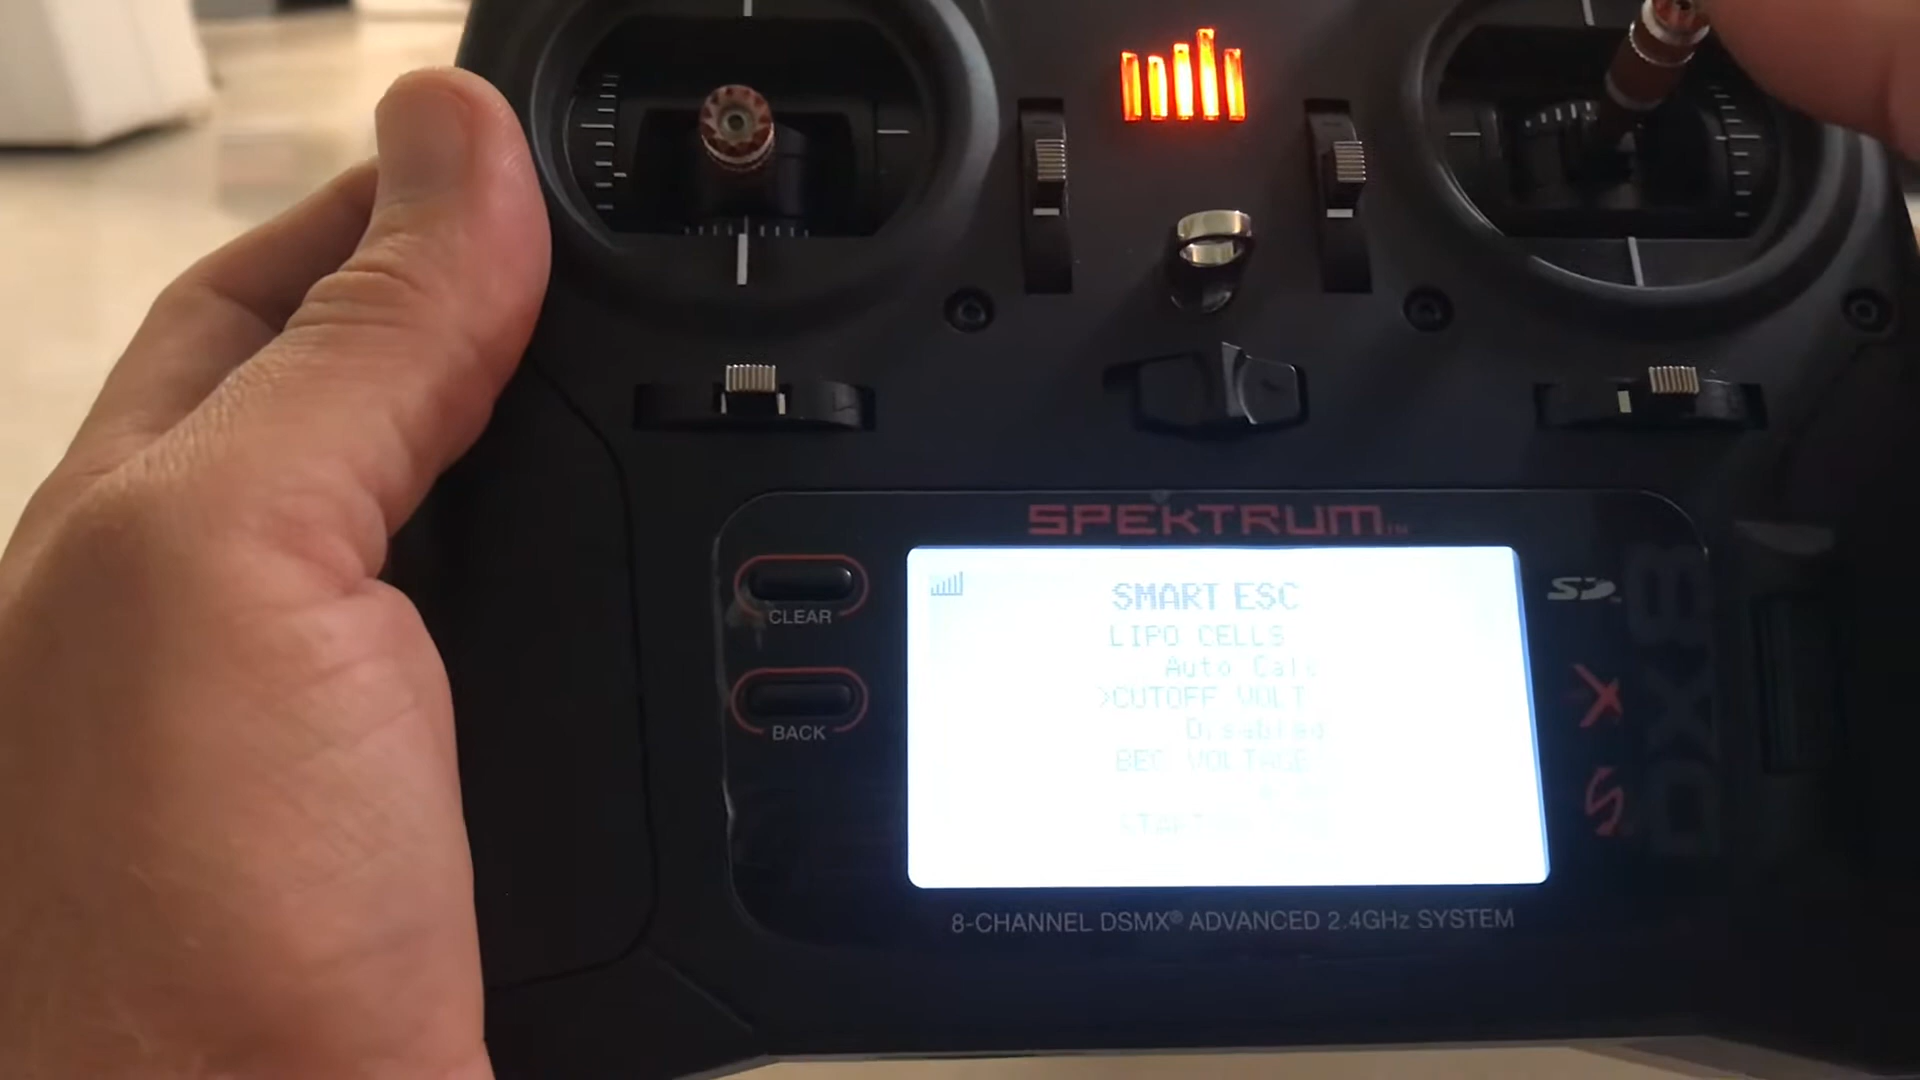 SPEKTRUM
CLEAR
BACK
SMART ESC
LIPO CELLS
Auto Calc
>CUTOFF VOLT
Disabled
BEC VOLTAGE
SD
DX8
8-CHANNEL DSMX® ADVANCED 2.4GHz SYSTEM